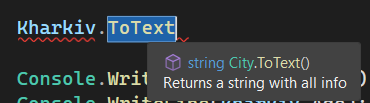 Kharkiv.ToText
string City.ToText()
Returns a string with all info
Console.Writ